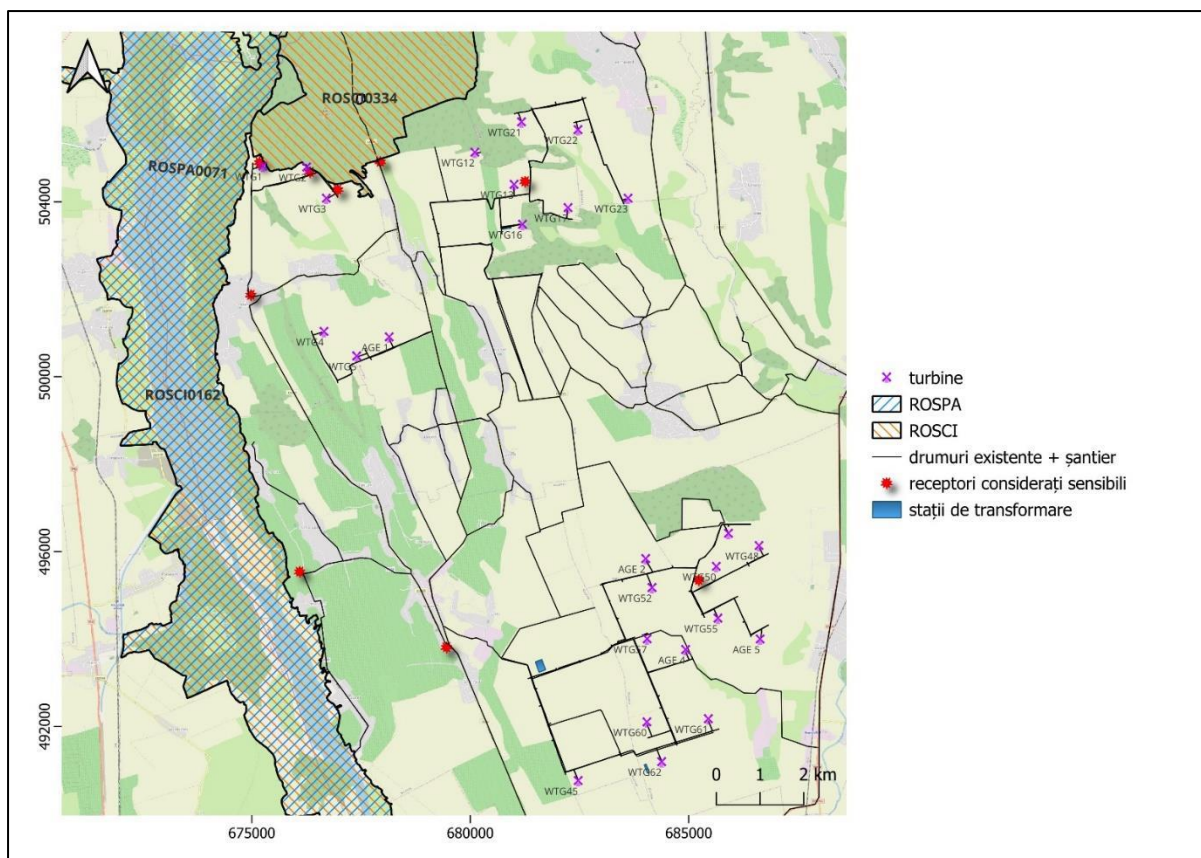 ROSCI0334
WTG21
WTG22
WTG12
ROSPA0071
WTG1
WTG2
WTG13
504000
WTG3
WTG17
WTG23
WTG16
WTG4
AGE 1
WTG5
500000
ROSCI0162
turbine
ROSPA
ROSCI
drumuri existente + șantier
receptori considerați sensibili
stații de transformare
496000
WTG48
AGE 2
WTG50
WTG52
WTG55
WTG57
AGE 4
AGE 5
492000
WTG60
WTG61
WTG62
WTG45
0 1 2 km
675000 680000 685000